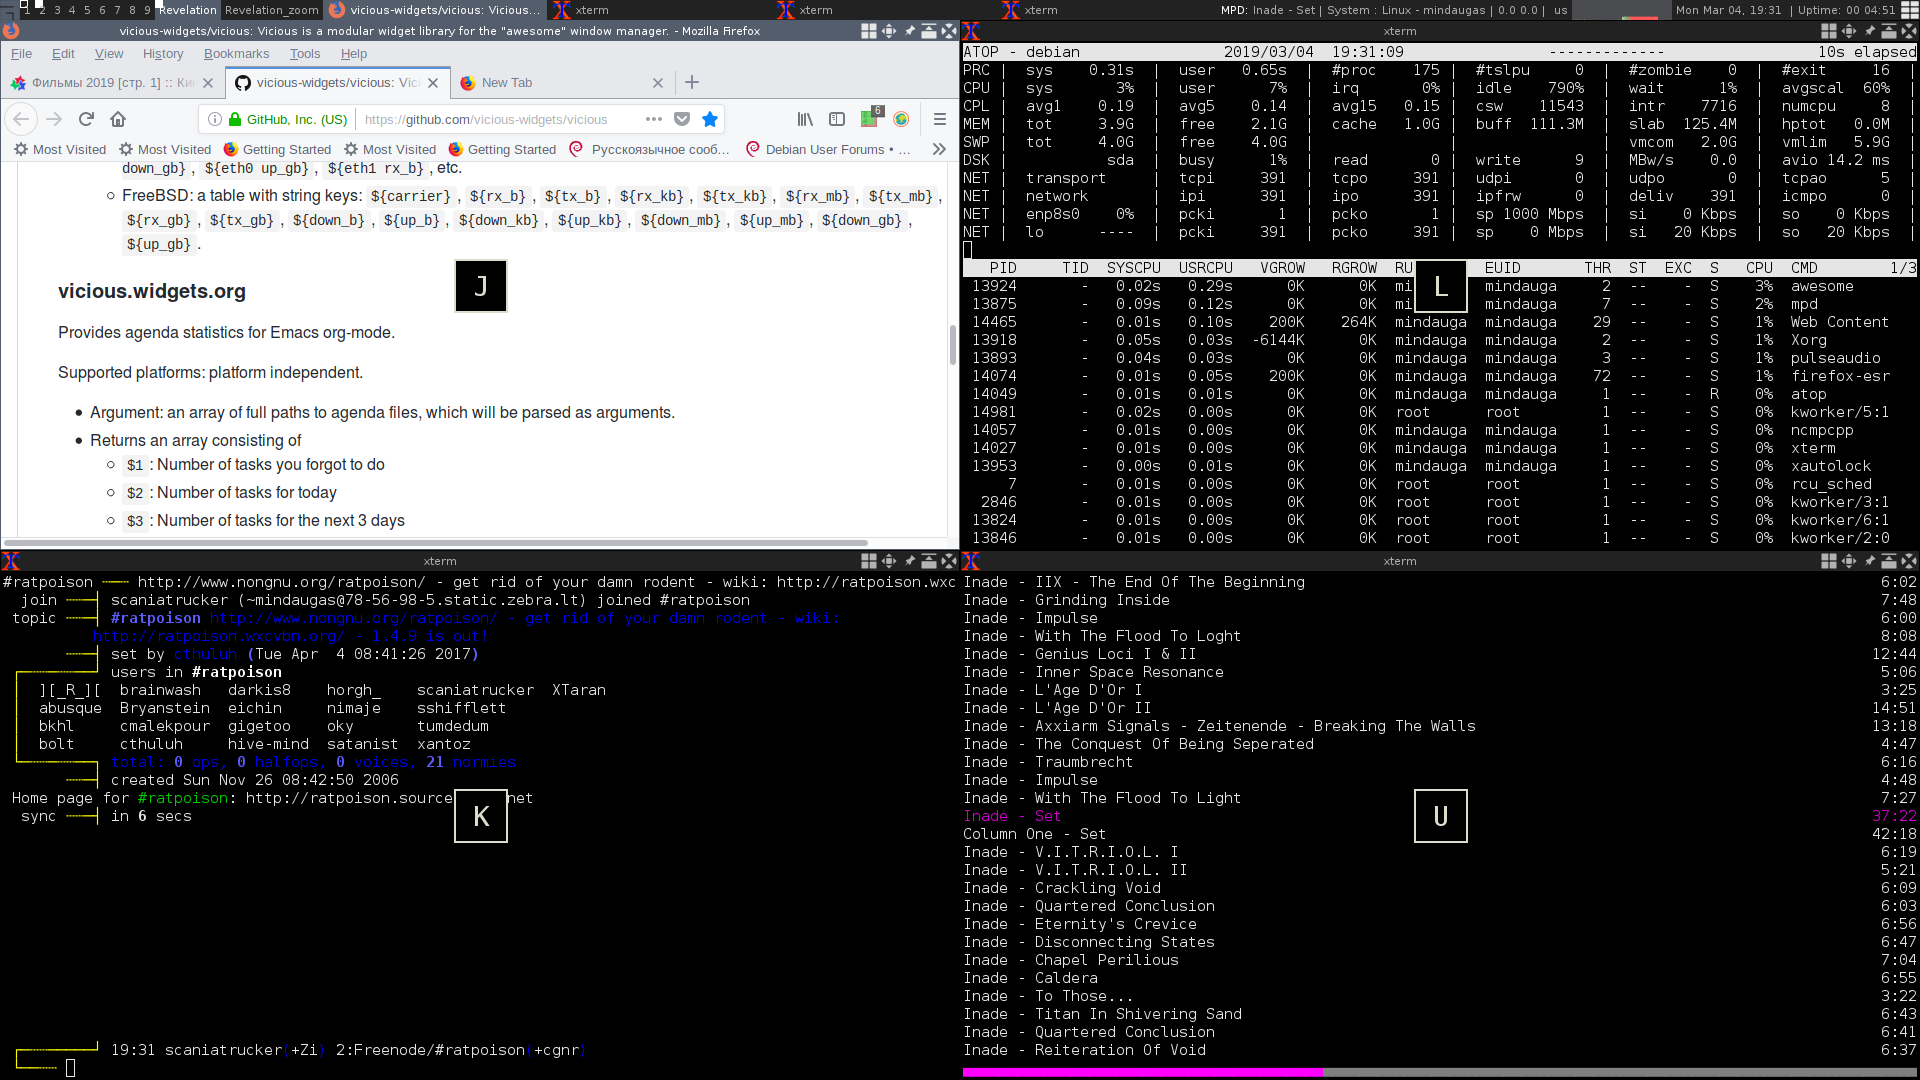 1 2 3 4 5 6 7 8 9 Revelation Revelation_zoom vicious-widgets/vicious: Vicious... xterm xterm xterm MPD: Inade - Set | System : Linux - mindaugas | 0.0 0.0 | us Mon Mar 04, 19:31 | Uptime: 00 04:51
vicious-widgets/vicious: Vicious is a modular widget library for the "awesome" window manager. - Mozilla Firefox
File Edit View History Bookmarks Tools Help
Фильмы 2019 [стр. 1] :: Ки vicious-widgets/vicious: Vic New Tab
GitHub, Inc. (US) https://github.com/vicious-widgets/vicious 6
Most Visited Most Visited Getting Started Most Visited Getting Started Русскоязычное сооб... Debian User Forums •...
down_gb} , ${eth0 up_gb} , ${eth1 rx_b} , etc.
FreeBSD: a table with string keys: ${carrier} , ${rx_b} , ${tx_b} , ${rx_kb} , ${tx_kb} , ${rx_mb} , ${tx_mb} ,
${rx_gb} , ${tx_gb} , ${down_b} , ${up_b} , ${down_kb} , ${up_kb} , ${down_mb} , ${up_mb} , ${down_gb} ,
${up_gb} .
J
vicious.widgets.org
Provides agenda statistics for Emacs org-mode.
Supported platforms: platform independent.
Argument: an array of full paths to agenda files, which will be parsed as arguments.
Returns an array consisting of
$1 : Number of tasks you forgot to do
$2 : Number of tasks for today
$3 : Number of tasks for the next 3 days
xterm
ATOP - debian 2019/03/04 19:31:09 ------------- 10s elapsed
PRC | sys 0.31s | user 0.65s | #proc 175 | #tslpu 0 | #zombie 0 | #exit 16 |
CPU | sys 3% | user 7% | irq 0% | idle 790% | wait 1% | avgscal 60% |
CPL | avg1 0.19 | avg5 0.14 | avg15 0.15 | csw 11543 | intr 7716 | numcpu 8 |
MEM | tot 3.9G | free 2.1G | cache 1.0G | buff 111.3M | slab 125.4M | hptot 0.0M |
SWP | tot 4.0G | free 4.0G | | | vmcom 2.0G | vmlim 5.9G |
DSK | sda | busy 1% | read 0 | write 9 | MBw/s 0.0 | avio 14.2 ms |
NET | transport | tcpi 391 | tcpo 391 | udpi 0 | udpo 0 | tcpao 5 |
NET | network | ipi 391 | ipo 391 | ipfrw 0 | deliv 391 | icmpo 0 |
NET | enp8s0 0% | pcki 1 | pcko 1 | sp 1000 Mbps | si 0 Kbps | so 0 Kbps |
NET | lo ---- | pcki 391 | pcko 391 | sp 0 Mbps | si 20 Kbps | so 20 Kbps |
PID TID SYSCPU USRCPU VGROW RGROW RU EUID THR ST EXC S CPU CMD 1/3
L
13924 - 0.02s 0.29s 0K 0K mi mindauga 2 -- - S 3% awesome
13875 - 0.09s 0.12s 0K 0K mi mindauga 7 -- - S 2% mpd
14465 - 0.01s 0.10s 200K 264K mindauga mindauga 29 -- - S 1% Web Content
13918 - 0.05s 0.03s -6144K 0K mindauga mindauga 2 -- - S 1% Xorg
13893 - 0.04s 0.03s 0K 0K mindauga mindauga 3 -- - S 1% pulseaudio
14074 - 0.01s 0.05s 200K 0K mindauga mindauga 72 -- - S 1% firefox-esr
14049 - 0.01s 0.01s 0K 0K mindauga mindauga 1 -- - R 0% atop
14981 - 0.02s 0.00s 0K 0K root root 1 -- - S 0% kworker/5:1
14057 - 0.01s 0.00s 0K 0K mindauga mindauga 1 -- - S 0% ncmpcpp
14027 - 0.01s 0.00s 0K 0K mindauga mindauga 1 -- - S 0% xterm
13953 - 0.00s 0.01s 0K 0K mindauga mindauga 1 -- - S 0% xautolock
7 - 0.01s 0.00s 0K 0K root root 1 -- - S 0% rcu_sched
2846 - 0.01s 0.00s 0K 0K root root 1 -- - S 0% kworker/3:1
13824 - 0.01s 0.00s 0K 0K root root 1 -- - S 0% kworker/6:1
13846 - 0.01s 0.00s 0K 0K root root 1 -- - S 0% kworker/2:0
xterm
#ratpoison http://www.nongnu.org/ratpoison/ - get rid of your damn rodent - wiki: http://ratpoison.wxc
join scaniatrucker (~mindaugas@78-56-98-5.static.zebra.lt) joined #ratpoison
topic #ratpoison http://www.nongnu.org/ratpoison/ - get rid of your damn rodent - wiki:
http://ratpoison.wxcvbn.org/ - 1.4.9 is out!
set by cthuluh (Tue Apr 4 08:41:26 2017)
users in #ratpoison
][_R_][ brainwash darkis8 horgh_ scaniatrucker XTaran
abusque Bryanstein eichin nimaje sshifflett
bkhl cmalekpour gigetoo oky tumdedum
bolt cthuluh hive-mind satanist xantoz
total: 0 ops, 0 halfops, 0 voices, 21 normies
created Sun Nov 26 08:42:50 2006
Home page for #ratpoison: http://ratpoison.source net
sync in 6 secs
K
19:31 scaniatrucker(+Zi) 2:Freenode/#ratpoison(+cgnr)
xterm
Inade - IIX - The End Of The Beginning 6:02
Inade - Grinding Inside 7:48
Inade - Impulse 6:00
Inade - With The Flood To Loght 8:08
Inade - Genius Loci I & II 12:44
Inade - Inner Space Resonance 5:06
Inade - L'Age D'Or I 3:25
Inade - L'Age D'Or II 14:51
Inade - Axxiarm Signals - Zeitenende - Breaking The Walls 13:18
Inade - The Conquest Of Being Seperated 4:47
Inade - Traumbrecht 6:16
Inade - Impulse 4:48
Inade - With The Flood To Light 7:27
Inade - Set 37:22
U
Column One - Set 42:18
Inade - V.I.T.R.I.O.L. I 6:19
Inade - V.I.T.R.I.O.L. II 5:21
Inade - Crackling Void 6:09
Inade - Quartered Conclusion 6:03
Inade - Eternity's Crevice 6:56
Inade - Disconnecting States 6:47
Inade - Chapel Perilious 7:04
Inade - Caldera 6:55
Inade - To Those... 3:22
Inade - Titan In Shivering Sand 6:43
Inade - Quartered Conclusion 6:41
Inade - Reiteration Of Void 6:37